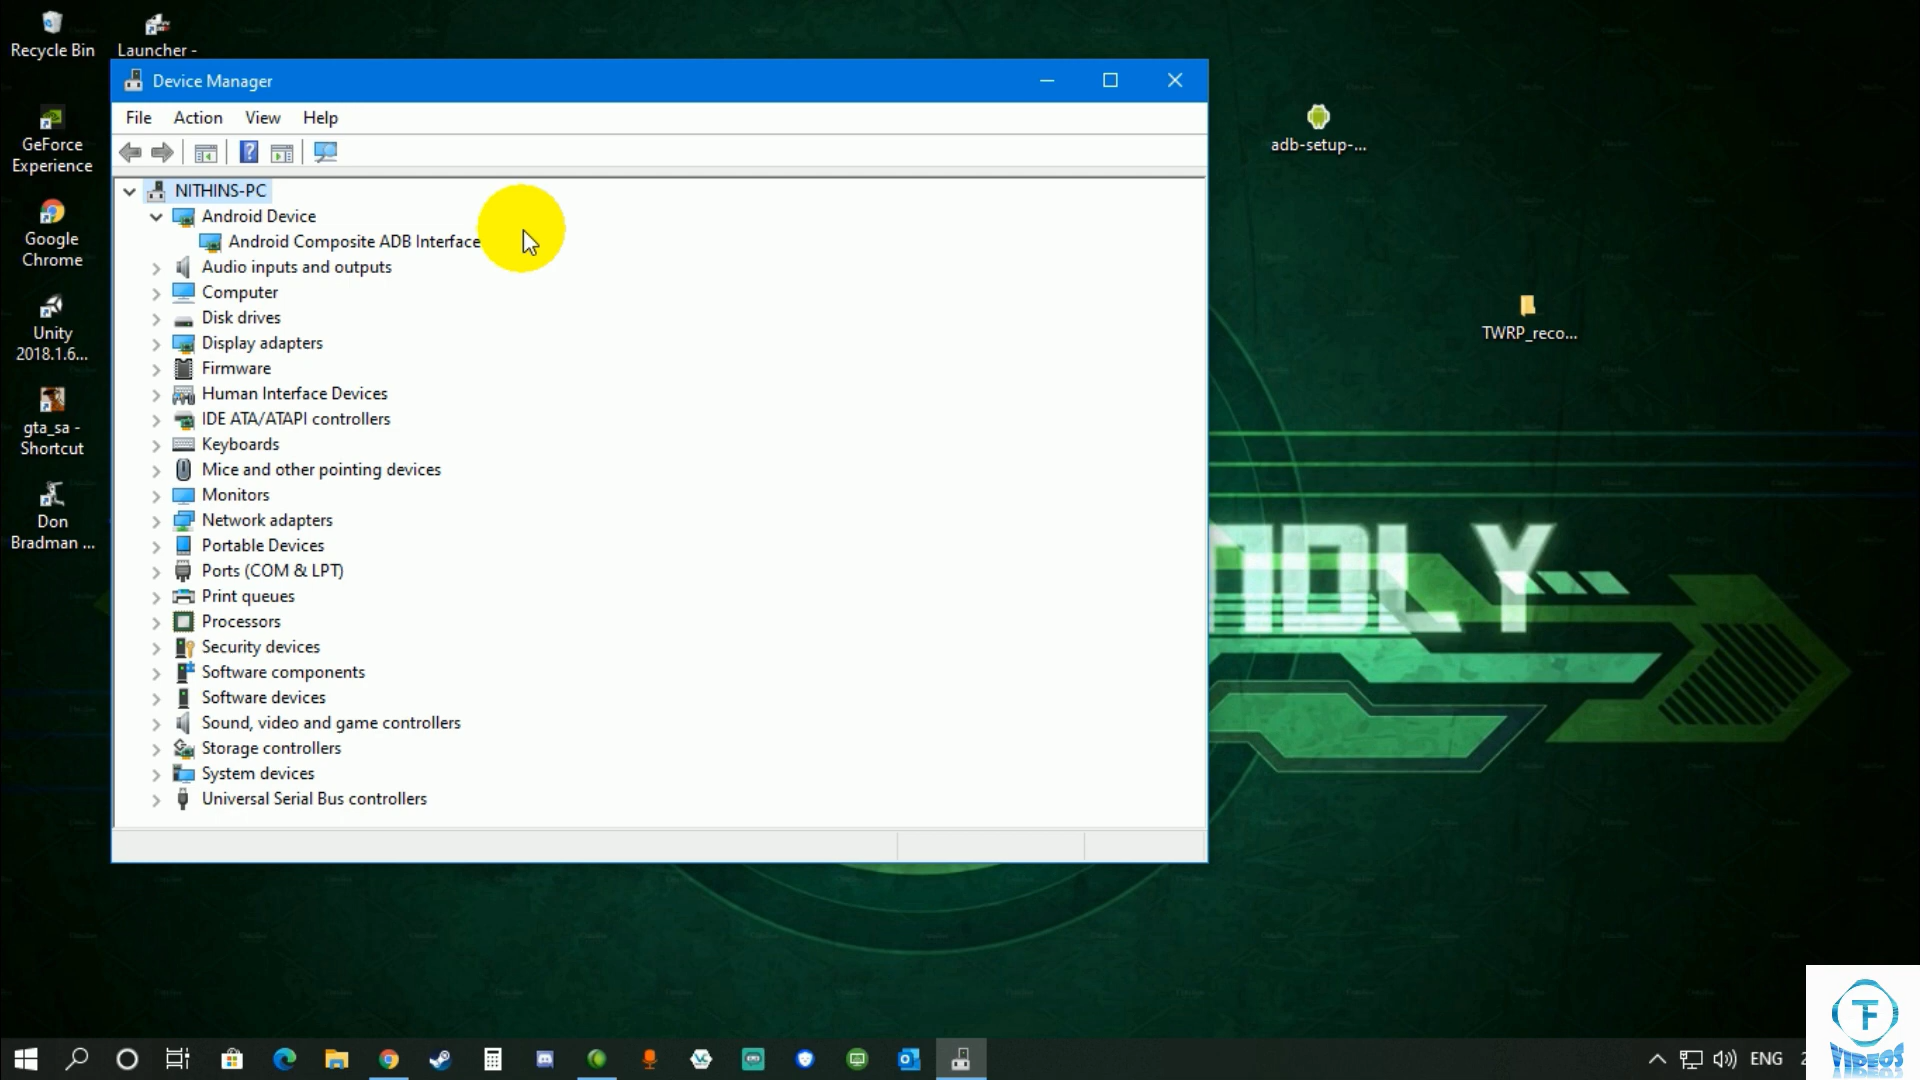 Recycle Bin
Launcher -
GeForce
Experience
Google
Chrome
Unity
2018.1.6...
gta_sa -
Shortcut
Don
Bradman ...
Device Manager
File Action View Help
NITHINS-PC
Android Device
Android Composite ADB Interface
Audio inputs and outputs
Computer
Disk drives
Display adapters
Firmware
Human Interface Devices
IDE ATA/ATAPI controllers
Keyboards
Mice and other pointing devices
Monitors
Network adapters
Portable Devices
Ports (COM & LPT)
Print queues
Processors
Security devices
Software components
Software devices
Sound, video and game controllers
Storage controllers
System devices
Universal Serial Bus controllers
adb-setup-...
TWRP_reco...
NDLY
ENG
TF
VIDEOS